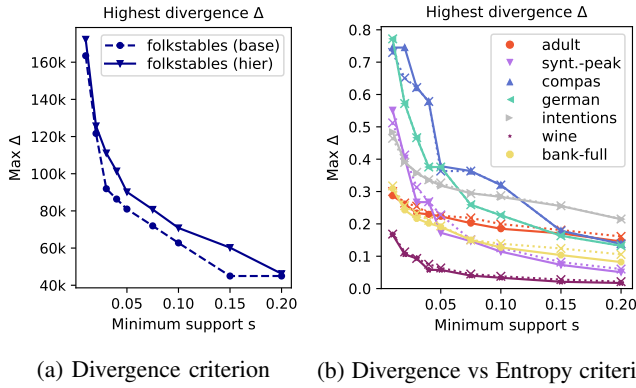 Highest divergence Δ
folkstables (base)
folkstables (hier)
160k
140k
120k
100k
80k
60k
40k
Max Δ
0.05 0.10 0.15 0.20
Minimum support s
(a) Divergence criterion
Highest divergence Δ
adult
synt.-peak
compas
german
intentions
wine
bank-full
0.8
0.7
0.6
0.5
0.4
0.3
0.2
0.1
0.0
Max Δ
0.05 0.10 0.15 0.20
Minimum support s
(b) Divergence vs Entropy criteri